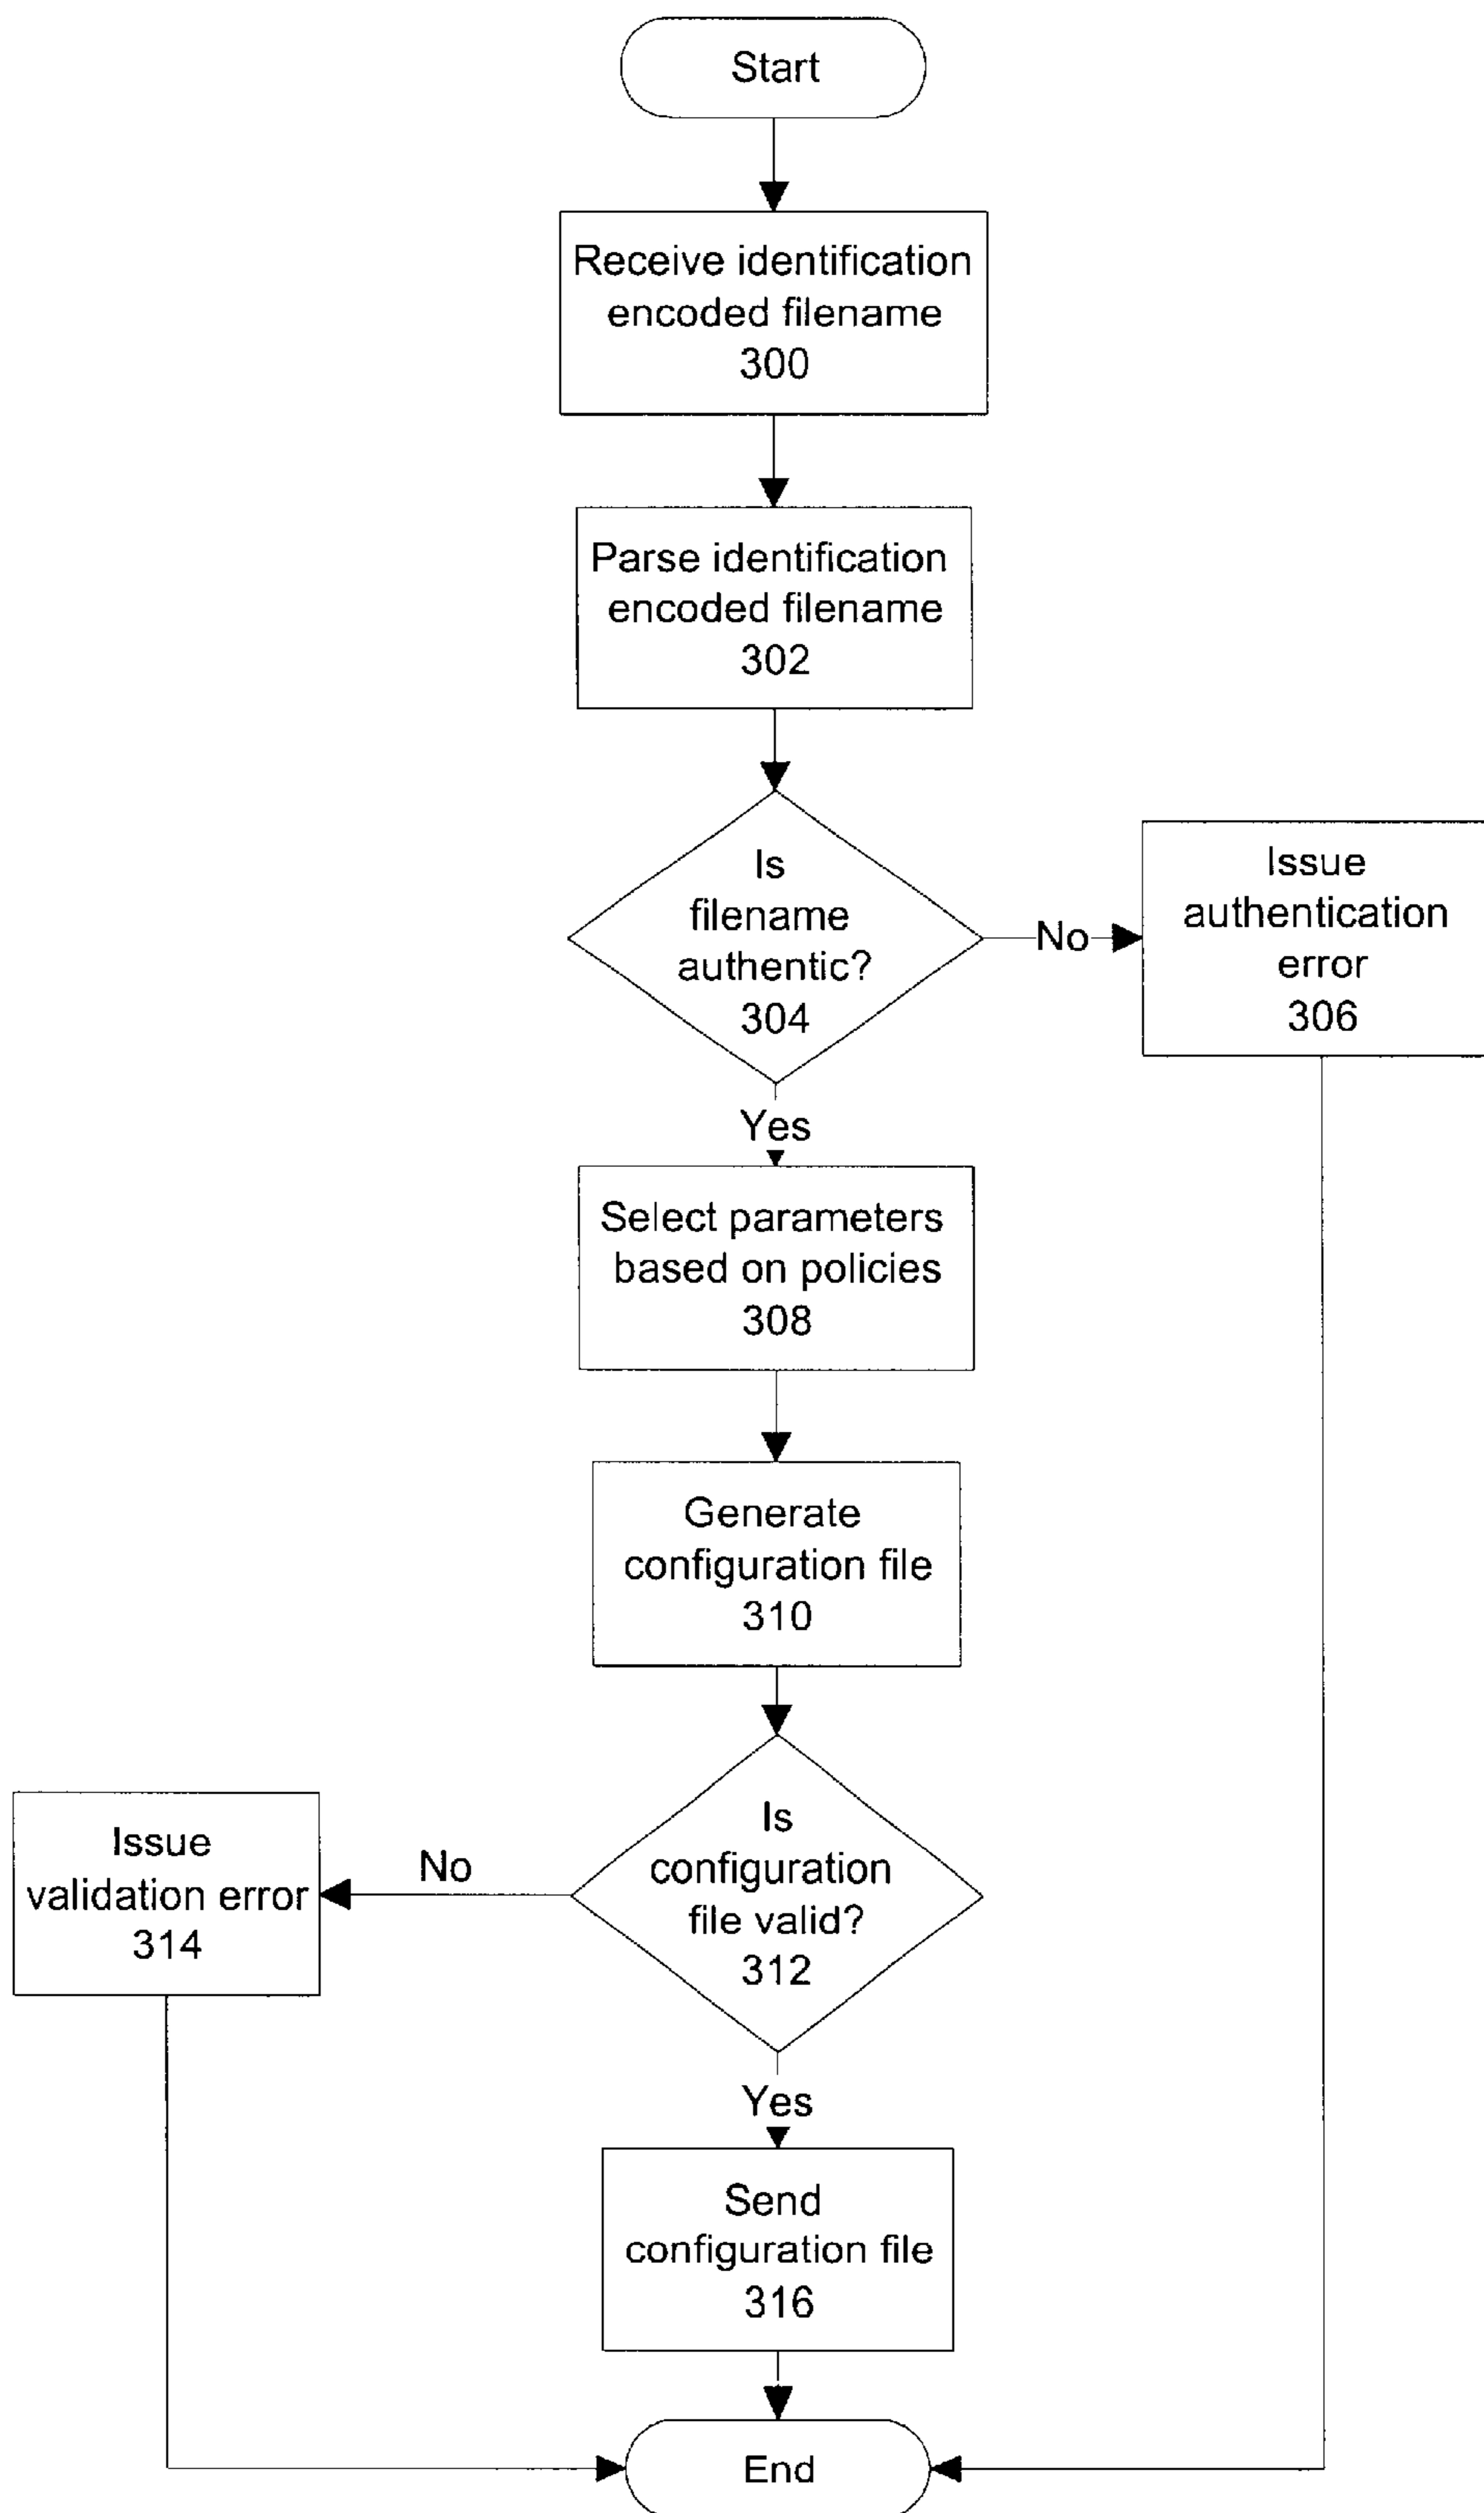 Start
Receive identification
encoded filename
300
Parse identification
encoded filename
302
Is
filename
authentic?
304
No
Issue
authentication
error
306
Yes
Select parameters
based on policies
308
Generate
configuration file
310
Is
configuration
file valid?
312
No
Issue
validation error
314
Yes
Send
configuration file
316
End